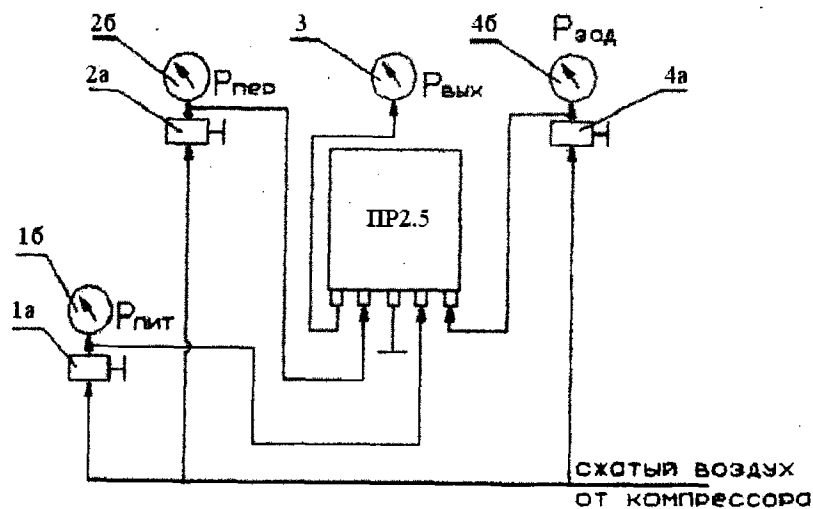 2б
3
4б
Pзад
2а
Pпер
Pвых
4а
ПР2.5
1б
1а
Pпит
сжатый воздух
от компрессора